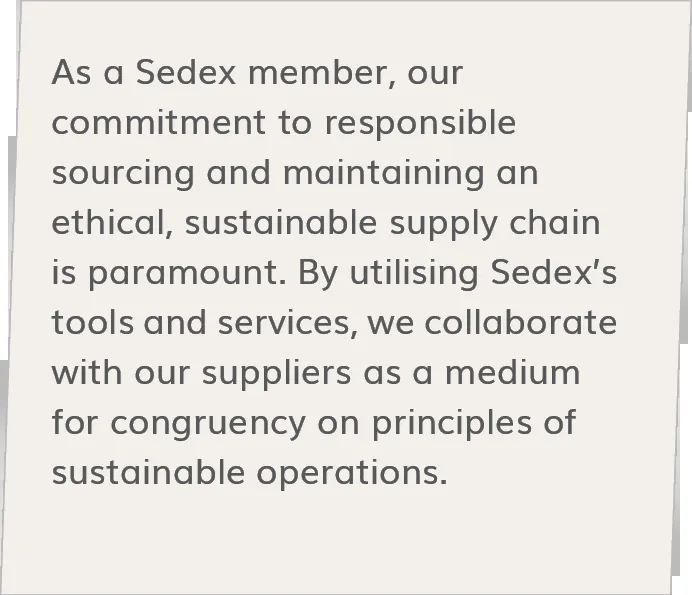 As a Sedex member, our
commitment to responsible
sourcing and maintaining an
ethical, sustainable supply chain
is paramount. By utilising Sedex’s
tools and services, we collaborate
with our suppliers as a medium
for congruency on principles of
sustainable operations.